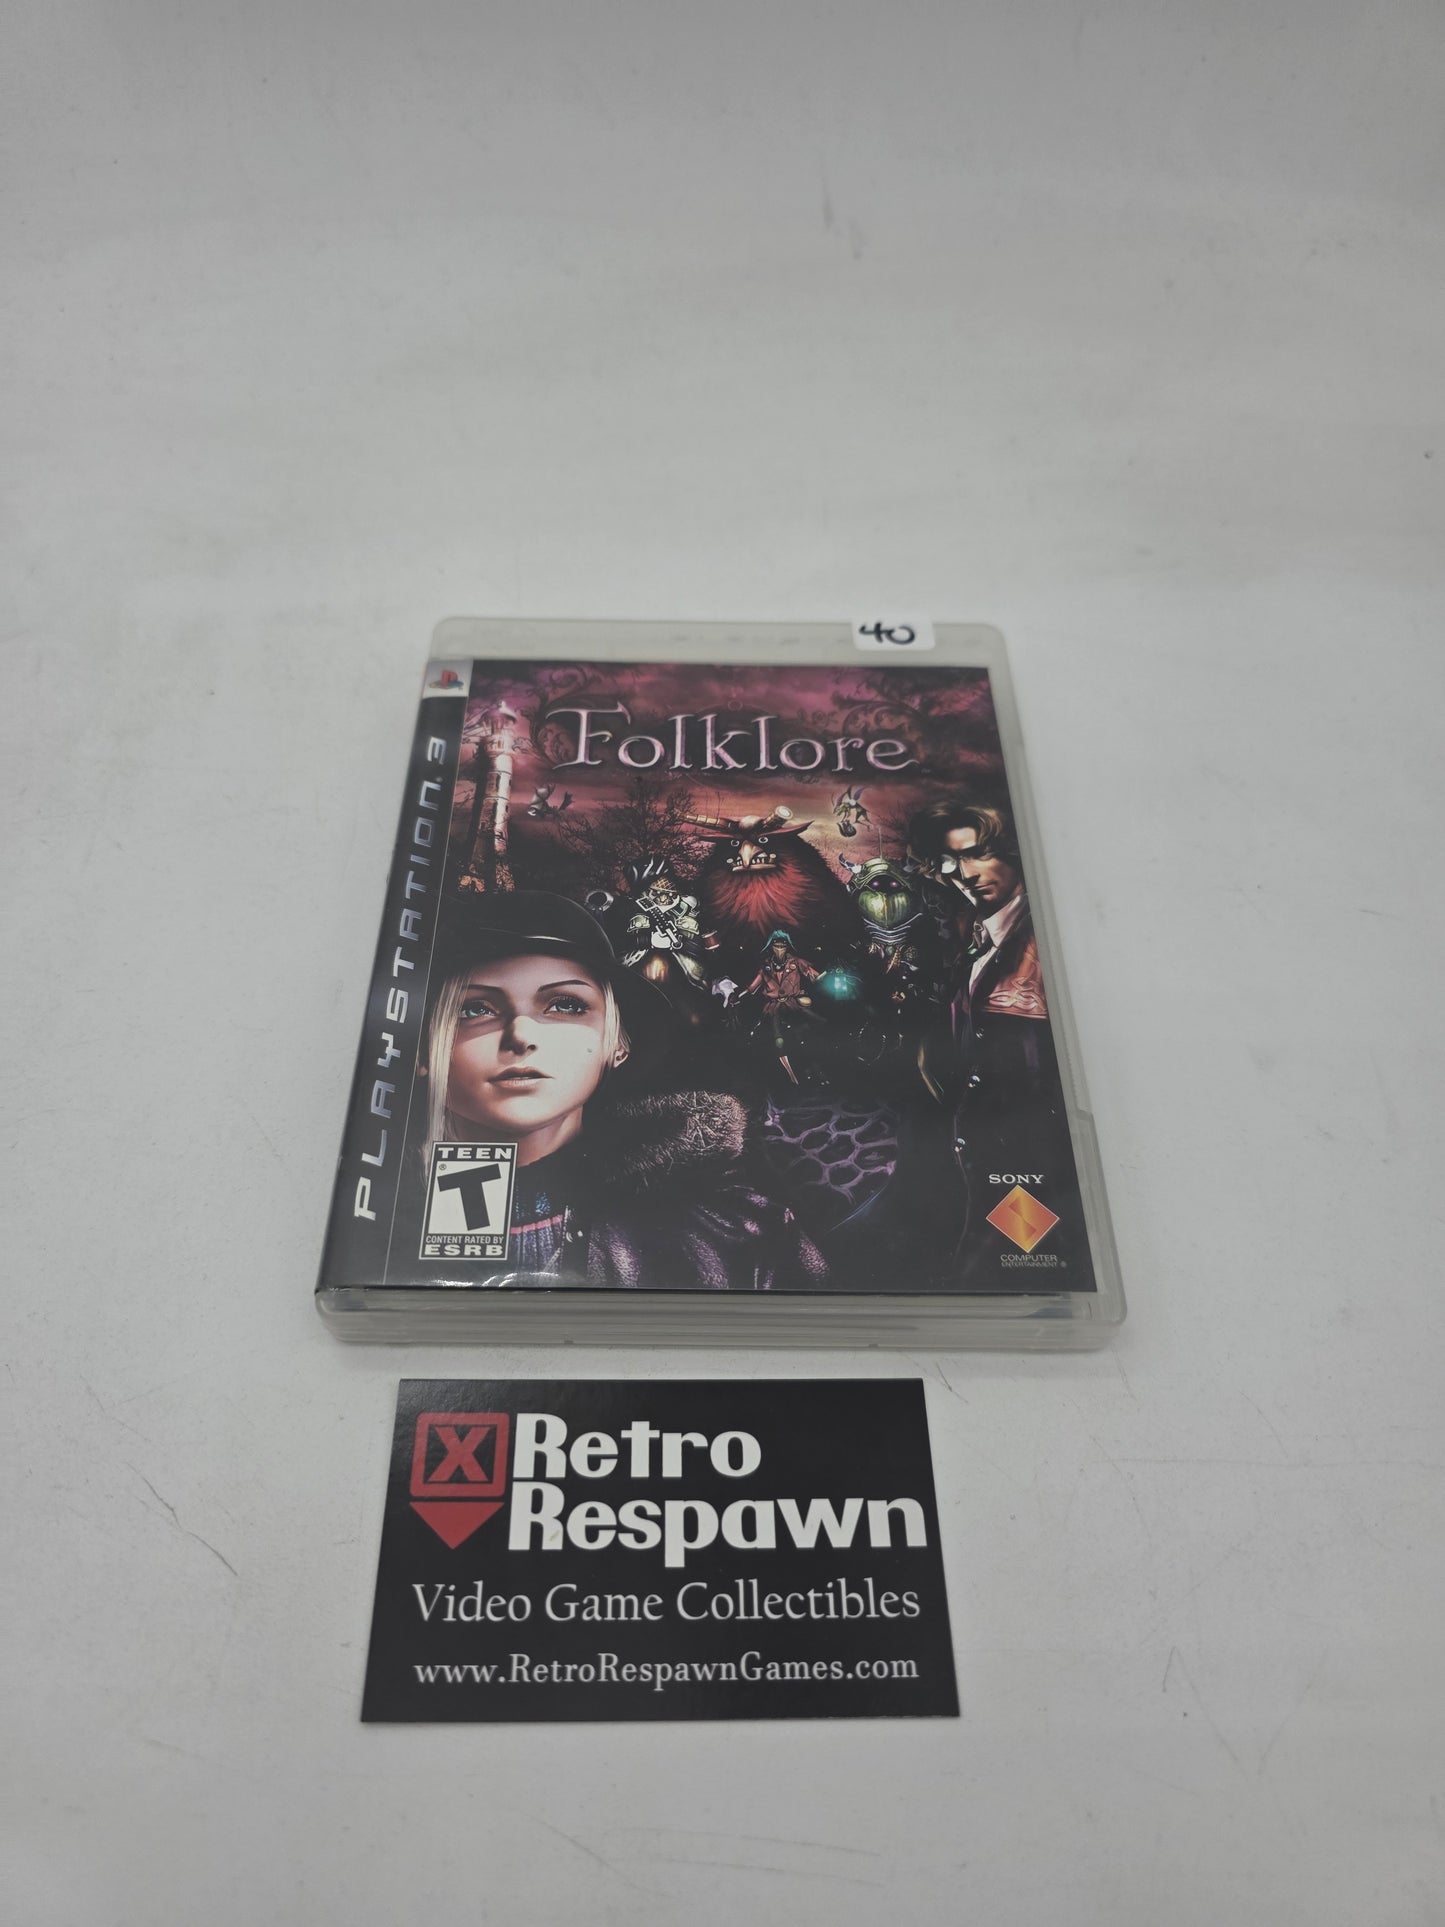 40
PLAYSTATION.3
Folklore
TEEN
T
CONTENT RATED BY
ESRB
SONY
COMPUTER
ENTERTAINMENT ®
X
Retro
Respawn
Video Game Collectibles
www.RetroRespawnGames.com